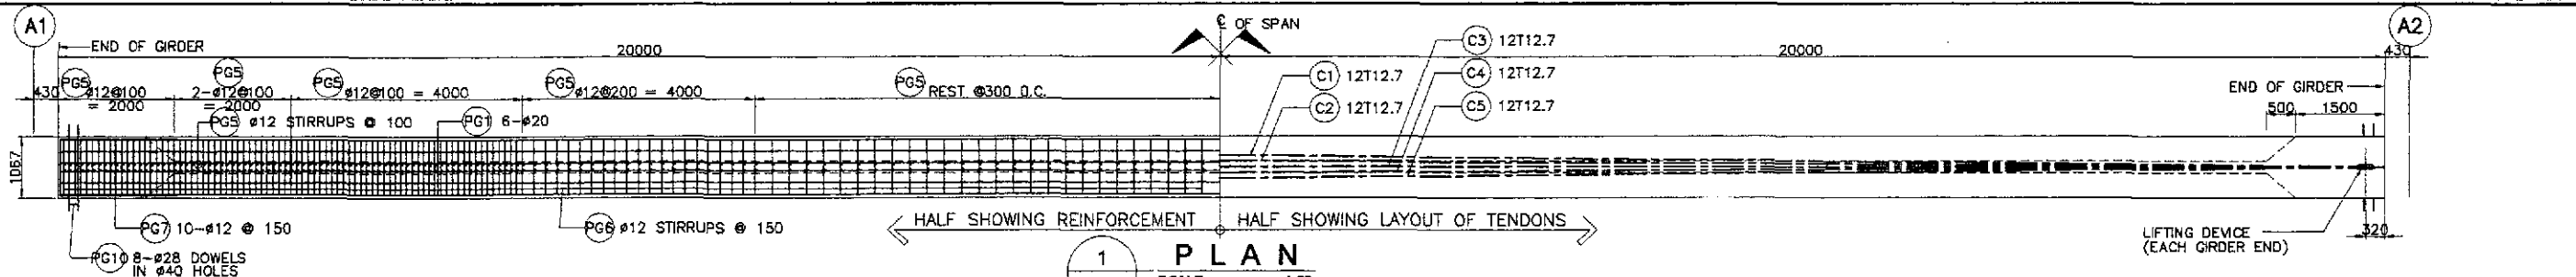 A1
END OF GIRDER
20000
℄ OF SPAN
C3 12T12.7
20000
A2
430
PG5
PG5
PG5
PG5
PG5
C1 12T12.7
C4 12T12.7
430
ø12@100
= 2000
2-ø12@100
= 2000
ø12@100 = 4000
ø12@200 = 4000
REST @300 O.C.
C2 12T12.7
C5 12T12.7
END OF GIRDER
500
1500
PG5 ø12 STIRRUPS @ 100
PG1 6-ø20
PG7 10-ø12 @ 150
PG6 ø12 STIRRUPS @ 150
HALF SHOWING REINFORCEMENT
HALF SHOWING LAYOUT OF TENDONS
LIFTING DEVICE
(EACH GIRDER END)
320
PG10 8-ø28 DOWELS
IN ø40 HOLES
1
PLAN